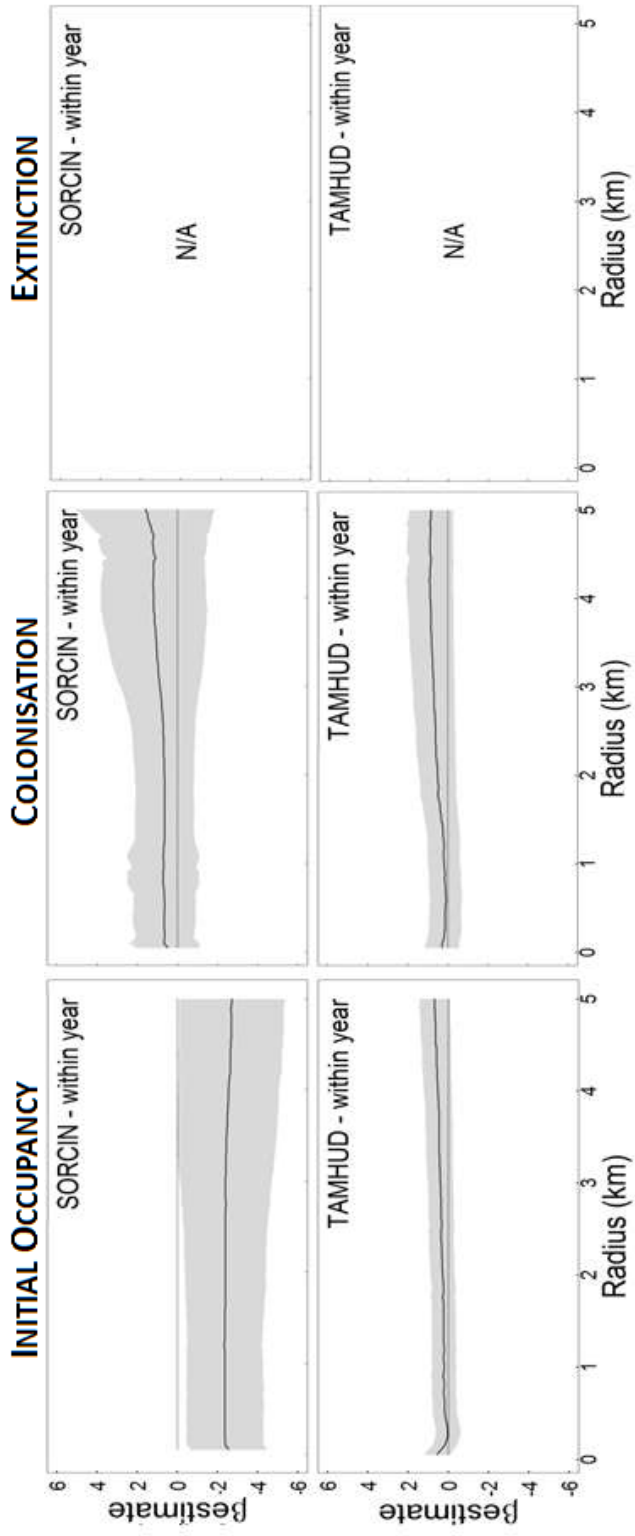 INITIAL OCCUPANCY
COLONISATION
EXTINCTION
βestimate
6
4
2
0
-2
-4
-6
SORCIN - within year
SORCIN - within year
SORCIN - within year
N/A
βestimate
6
4
2
0
-2
-4
-6
TAMHUD - within year
TAMHUD - within year
TAMHUD - within year
N/A
0 1 2 3 4 5
0 1 2 3 4 5
0 1 2 3 4 5
Radius (km)
Radius (km)
Radius (km)